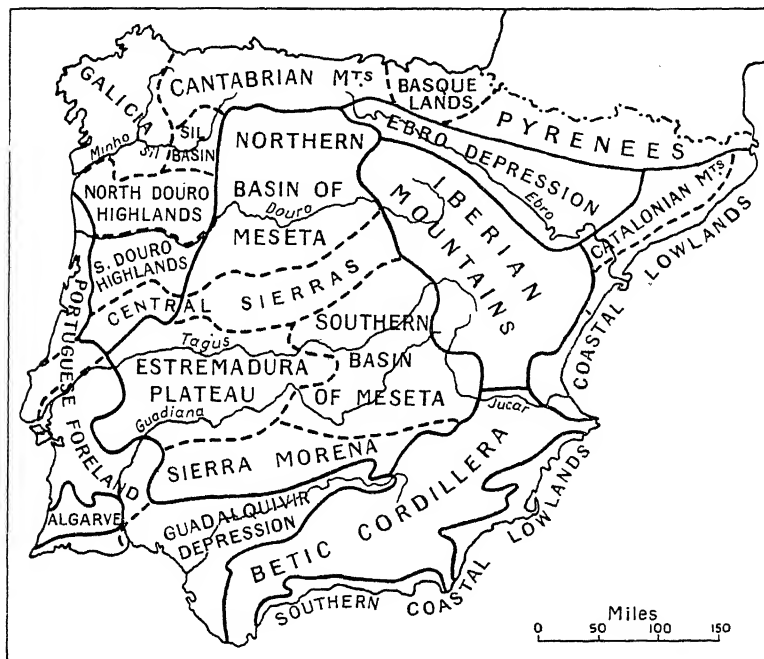 GALICIA
CANTABRIAN MTS.
BASQUE
LANDS
PYRENEES
Minho
Sil
SIL
BASIN
NORTHERN
BASIN OF
Douro
MESETA
EBRO DEPRESSION
Ebro
IBERIAN
MOUNTAINS
CATALONIAN MTS
COASTAL LOWLANDS
NORTH DOURO
HIGHLANDS
S. DOURO
HIGHLANDS
CENTRAL SIERRAS
PORTUGUESE FORELAND
Tagus
ESTREMADURA
PLATEAU
Guadiana
SOUTHERN
BASIN
OF MESETA
Jucar
SIERRA MORENA
ALGARVE
GUADALQUIVIR
DEPRESSION
BETIC CORDILLERA
SOUTHERN COASTAL LOWLANDS
Miles
0 50 100 150